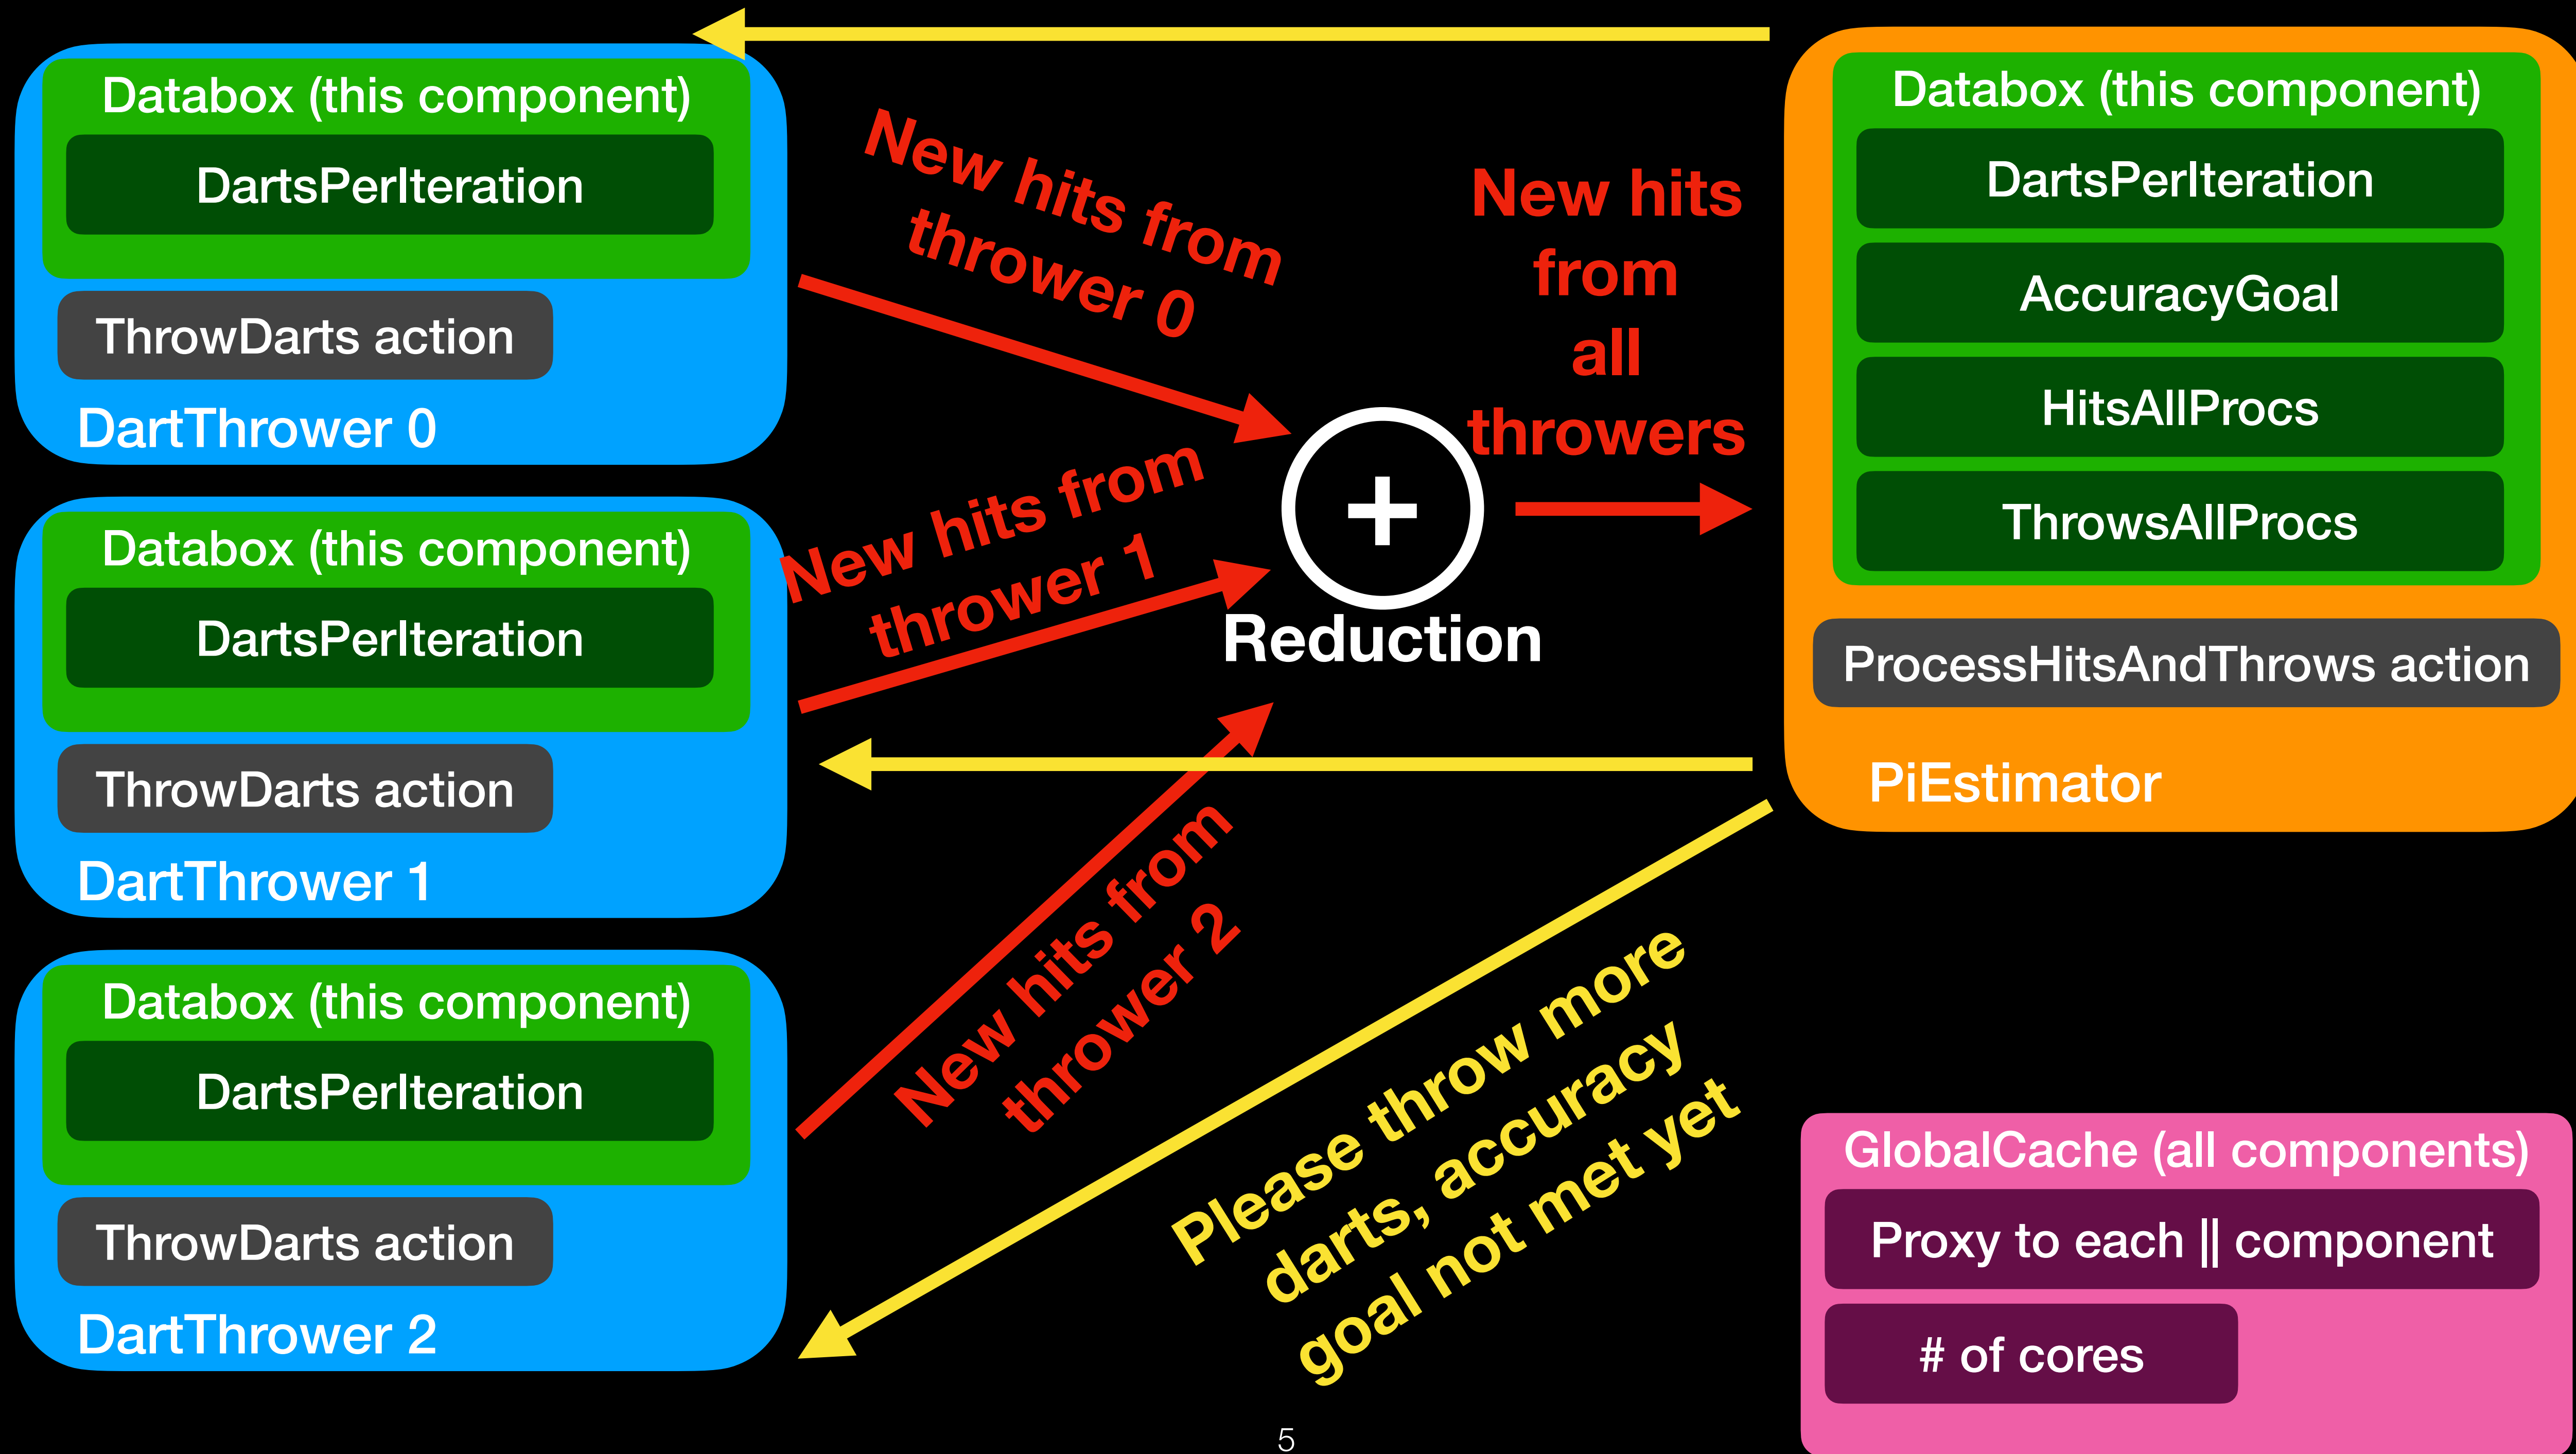 Databox (this component)
DartsPerIteration
ThrowDarts action
DartThrower 0
Databox (this component)
DartsPerIteration
ThrowDarts action
DartThrower 1
Databox (this component)
DartsPerIteration
ThrowDarts action
DartThrower 2
New hits from
thrower 0
New hits from
thrower 1
New hits from
thrower 2
+
Reduction
New hits
from
all
throwers
Please throw more
darts, accuracy
goal not met yet
Databox (this component)
DartsPerIteration
AccuracyGoal
HitsAllProcs
ThrowsAllProcs
ProcessHitsAndThrows action
PiEstimator
GlobalCache (all components)
Proxy to each || component
# of cores
5